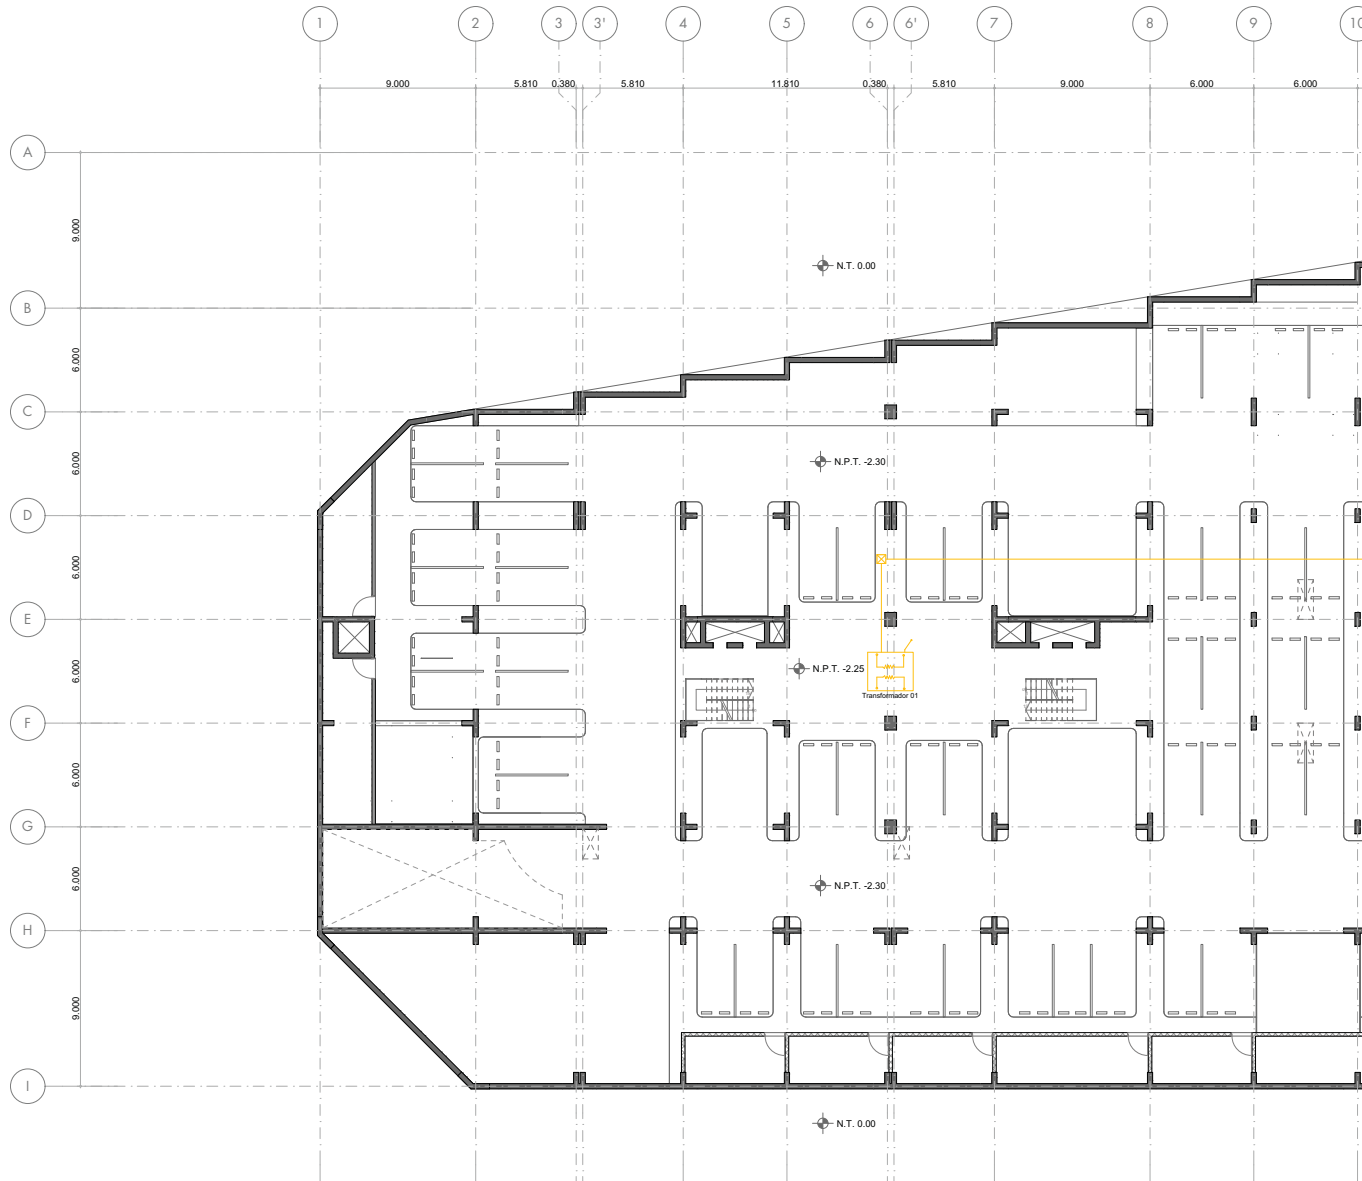 1 2 3 3' 4 5 6 6' 7 8 9 10
9.000 5.810 0.380 5.810 11.810 0.380 5.810 9.000 6.000 6.000
A
9.000
N.T. 0.00
B
6.000
C
6.000
N.P.T. -2.30
D
6.000
E
6.000
N.P.T. -2.25
Transformador 01
F
6.000
G
6.000
N.P.T. -2.30
H
9.000
I
N.T. 0.00